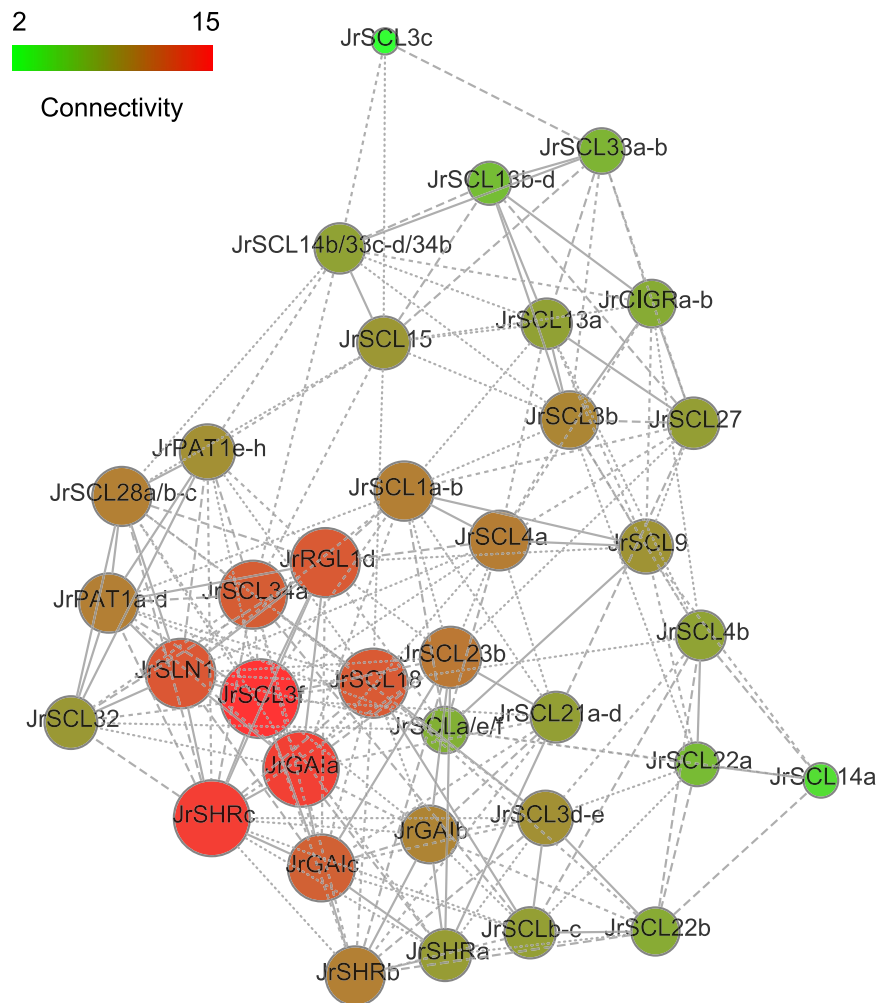 2 15
Connectivity
JrSCL3c
JrSCL33a-b
JrSCL13b-d
JrSCL14b/33c-d/34b
JrCIGRa-b
JrSCL13a
JrSCL15
JrSCL3b
JrSCL27
JrPAT1e-h
JrSCL28a/b-c
JrSCL1a-b
JrSCL4a
JrSCL9
JrRGL1d
JrSCL34a
JrPAT1a-d
JrSCL4b
JrSCL23b
JrSLN1
JrSCL18
JrSCL3f
JrSCL32
JrSCLa/e/f
JrSCL21a-d
JrSCL22a
JrSCL14a
JrGAIa
JrSHRc
JrGAIb
JrSCL3d-e
JrGAIc
JrSCLb-c
JrSCL22b
JrSHRa
JrSHRb